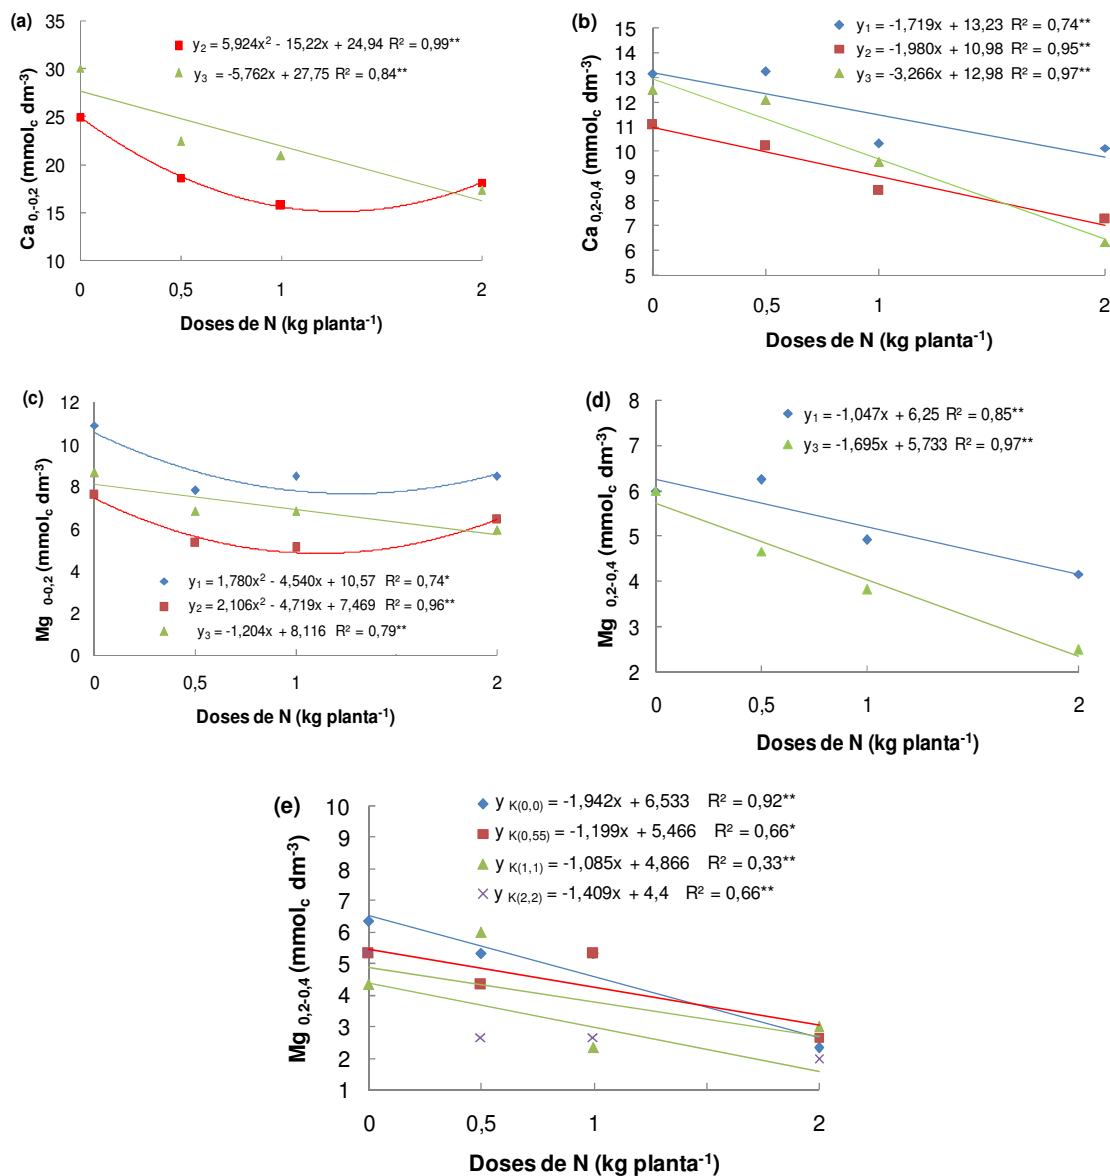 (a)
35
30
25
20
15
10
Ca 0,-0,2 (mmolc dm-3)
y2 = 5,924x² - 15,22x + 24,94 R² = 0,99**
y3 = -5,762x + 27,75 R² = 0,84**
0 0,5 1 2
Doses de N (kg planta-1)
(b)
15
14
13
12
11
10
9
8
7
6
5
Ca 0,2-0,4 (mmolc dm-3)
y1 = -1,719x + 13,23 R² = 0,74**
y2 = -1,980x + 10,98 R² = 0,95**
y3 = -3,266x + 12,98 R² = 0,97**
0 0,5 1 2
Doses de N (kg planta-1)
(c)
12
10
8
6
4
2
0
Mg 0-0,2 (mmolc dm-3)
y1 = 1,780x² - 4,540x + 10,57 R² = 0,74*
y2 = 2,106x² - 4,719x + 7,469 R² = 0,96**
y3 = -1,204x + 8,116 R² = 0,79**
0 0,5 1 2
Doses de N (kg planta-1)
(d)
8
7
6
5
4
3
2
Mg 0,2-0,4 (mmolc dm-3)
y1 = -1,047x + 6,25 R² = 0,85**
y3 = -1,695x + 5,733 R² = 0,97**
0 0,5 1 2
Doses de N (kg planta-1)
(e)
10
9
8
7
6
5
4
3
2
1
Mg 0,2-0,4 (mmolc dm-3)
y K(0,0) = -1,942x + 6,533 R² = 0,92**
y K(0,55) = -1,199x + 5,466 R² = 0,66*
y K(1,1) = -1,085x + 4,866 R² = 0,33**
y K(2,2) = -1,409x + 4,4 R² = 0,66**
0 0,5 1 2
Doses de N (kg planta-1)